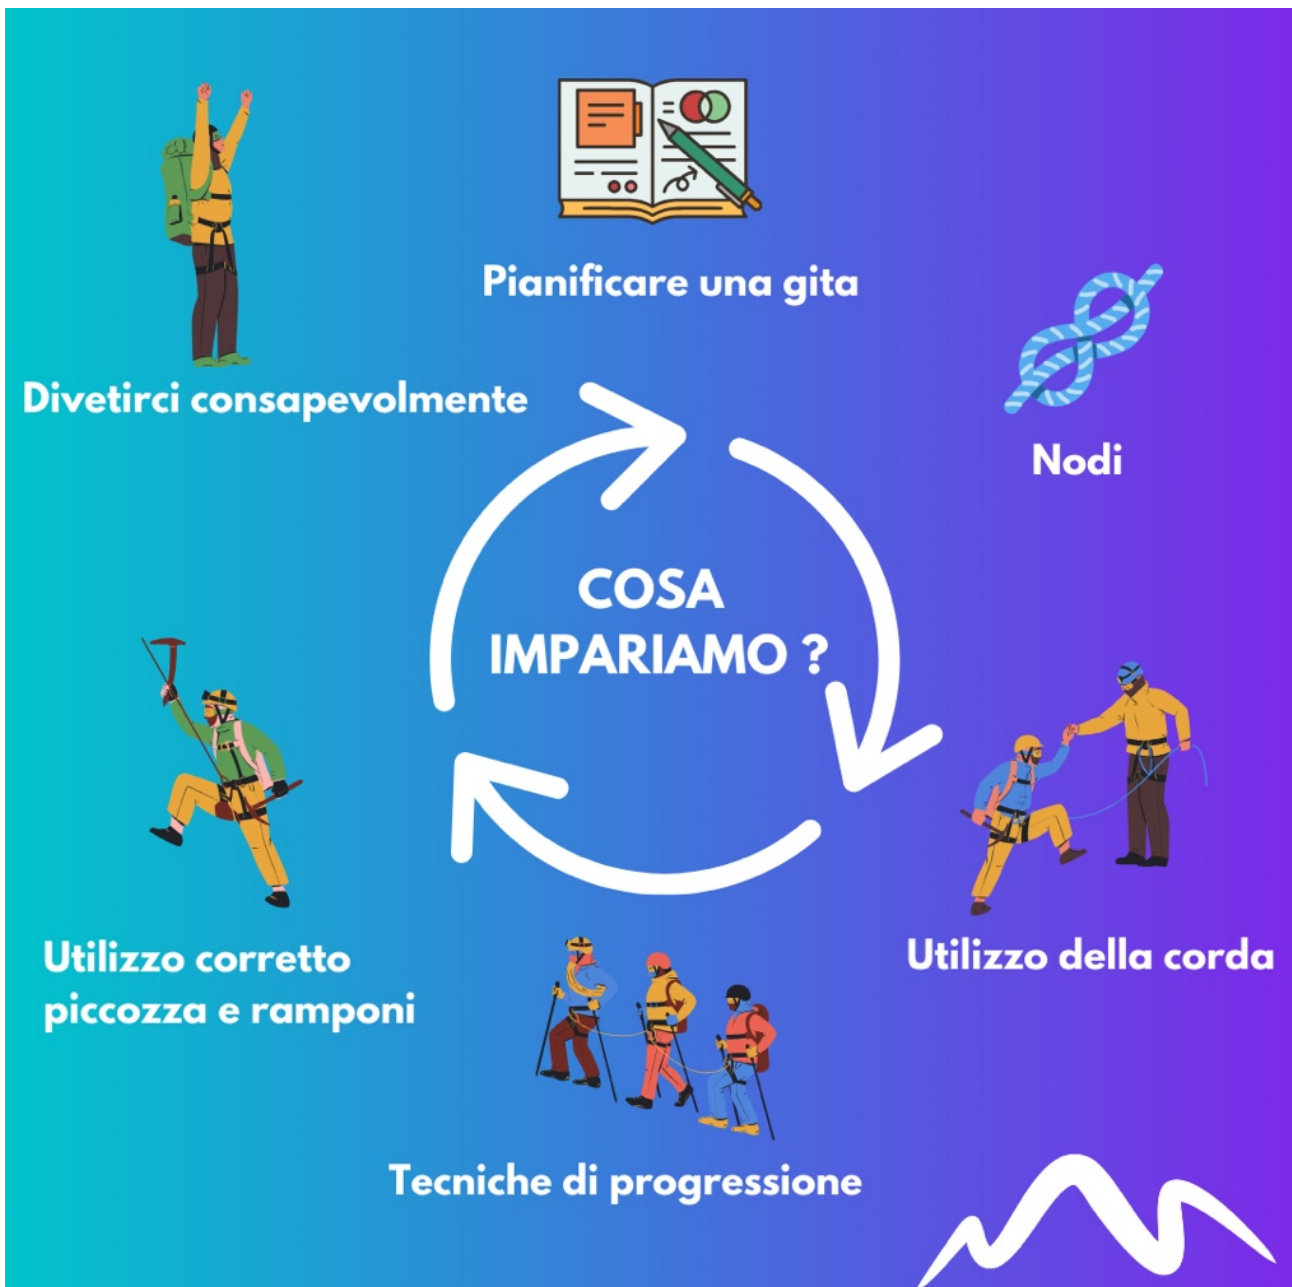 Pianificare una gita
Nodi
Divetirci consapevolmente
COSA
IMPARIAMO ?
Utilizzo della corda
Utilizzo corretto
piccozza e ramponi
Tecniche di progressione